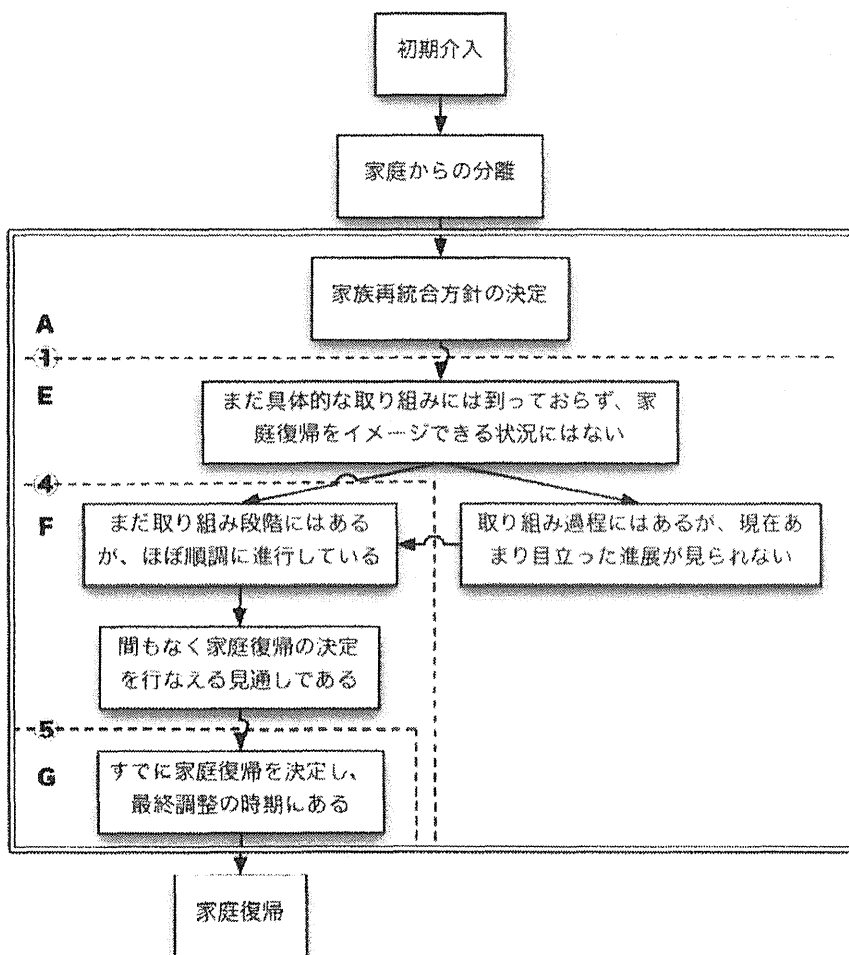 初期介入
家庭からの分離
家族再統合方針の決定
A
1
E
まだ具体的な取り組みには到っておらず、家
庭復帰をイメージできる状況にはない
4
F
まだ取り組み段階にはある
が、ほぼ順調に進行している
取り組み過程にはあるが、現在あ
まり目立った進展が見られない
間もなく家庭復帰の決定
を行なえる見通しである
5
G
すでに家庭復帰を決定し、
最終調整の時期にある
家庭復帰